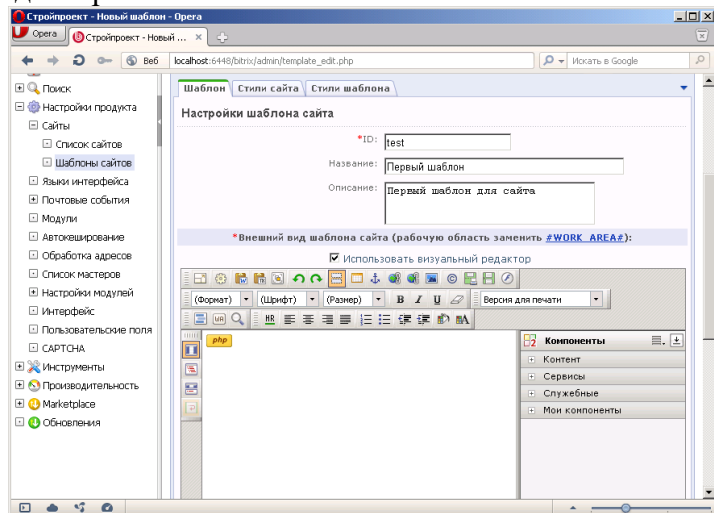 Стройпроект - Новый шаблон - Opera
Opera
Стройпроект - Новый ...
Веб
localhost:6448/bitrix/admin/template_edit.php
Искать в Google
Поиск
Настройки продукта
Сайты
Список сайтов
Шаблоны сайтов
Языки интерфейса
Почтовые события
Модули
Автокеширование
Обработка адресов
Список мастеров
Настройки модулей
Интерфейс
Пользовательские поля
CAPTCHA
Инструменты
Производительность
Marketplace
Обновления
Шаблон Стили сайта Стили шаблона
Настройки шаблона сайта
*ID: test
Название: Первый шаблон
Описание: Первый шаблон для сайта
*Внешний вид шаблона сайта (рабочую область заменить #WORK_AREA#):
Использовать визуальный редактор
(Формат) (Шрифт) (Размер) B I U Версия для печати
HR
php
Компоненты
Контент
Сервисы
Служебные
Мои компоненты